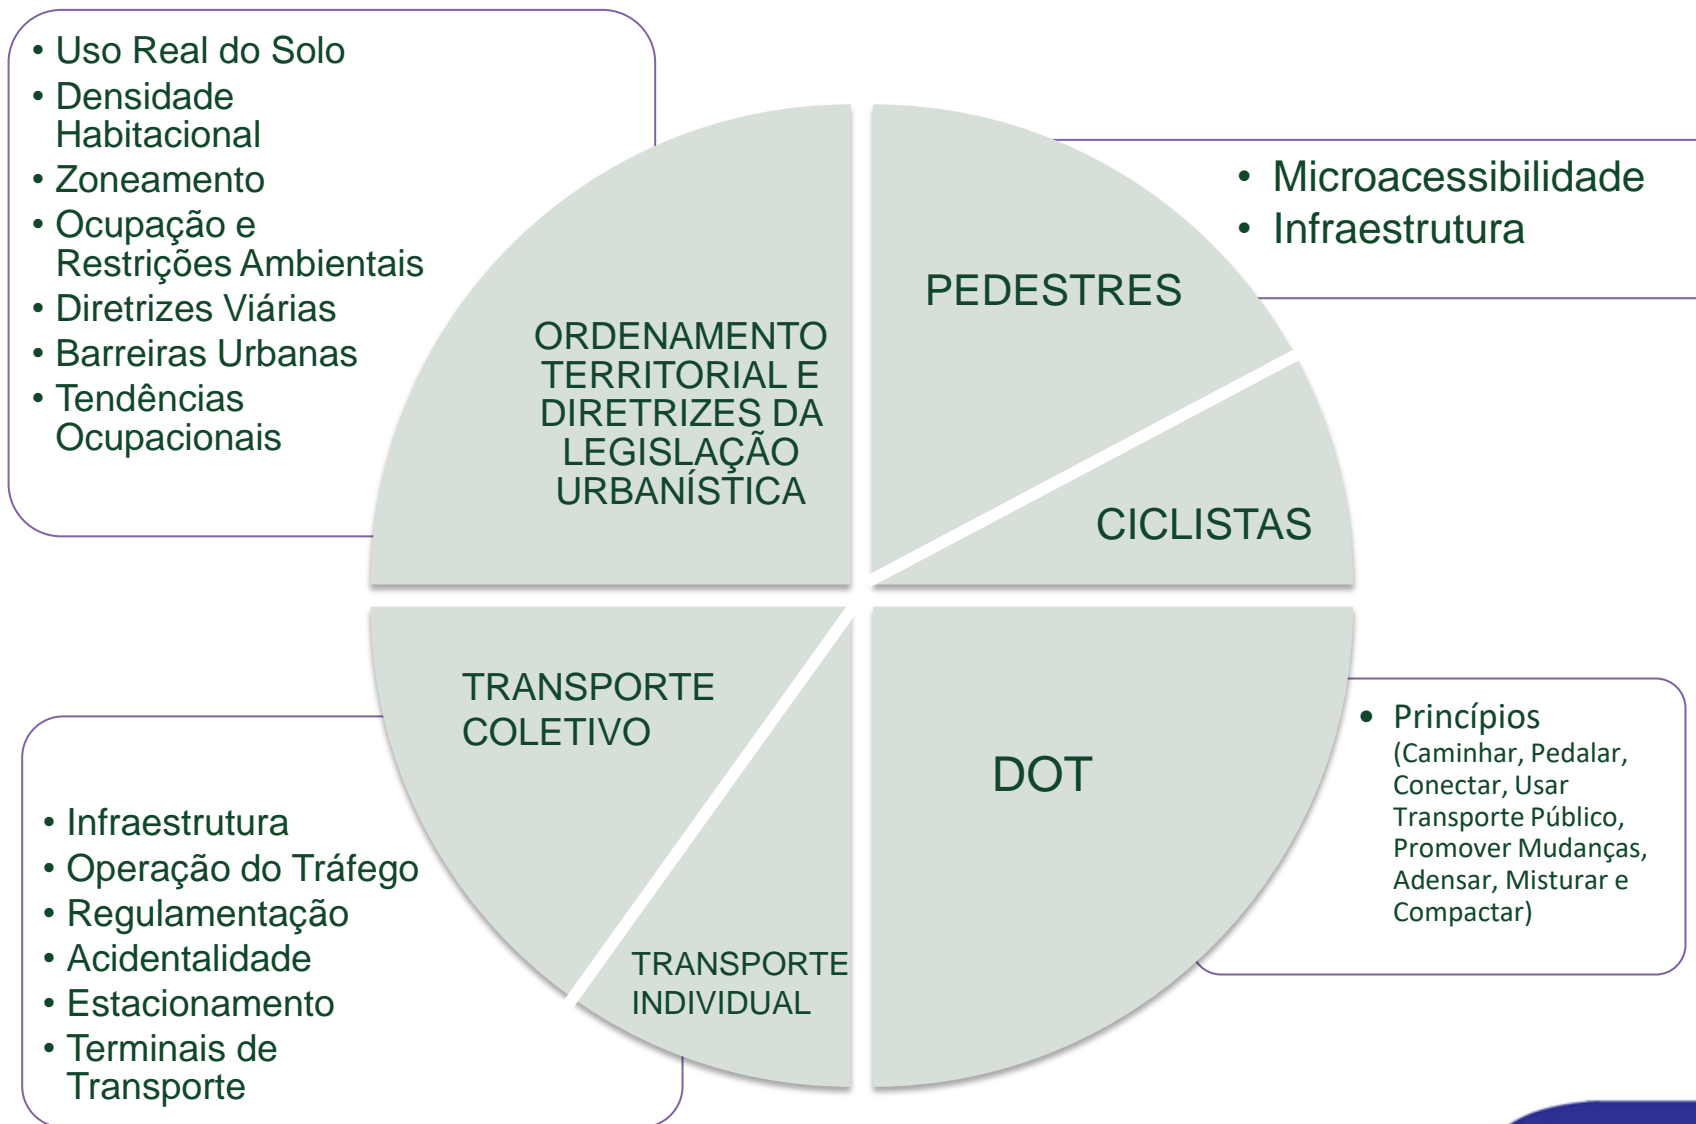 • Uso Real do Solo
• Densidade
Habitacional
• Zoneamento
• Ocupação e
Restrições Ambientais
• Diretrizes Viárias
• Barreiras Urbanas
• Tendências
Ocupacionais
ORDENAMENTO
TERRITORIAL E
DIRETRIZES DA
LEGISLAÇÃO
URBANÍSTICA
PEDESTRES
• Microacessibilidade
• Infraestrutura
CICLISTAS
TRANSPORTE
COLETIVO
TRANSPORTE
INDIVIDUAL
• Infraestrutura
• Operação do Tráfego
• Regulamentação
• Acidentalidade
• Estacionamento
• Terminais de
Transporte
DOT
• Princípios
(Caminhar, Pedalar,
Conectar, Usar
Transporte Público,
Promover Mudanças,
Adensar, Misturar e
Compactar)